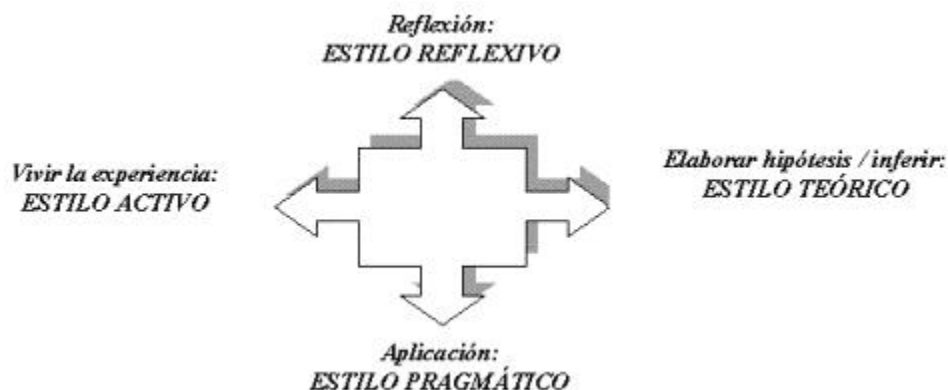 Reflexión:
ESTILO REFLEXIVO
Vivir la experiencia:
ESTILO ACTIVO
Elaborar hipótesis / inferir:
ESTILO TEÓRICO
Aplicación:
ESTILO PRAGMÁTICO